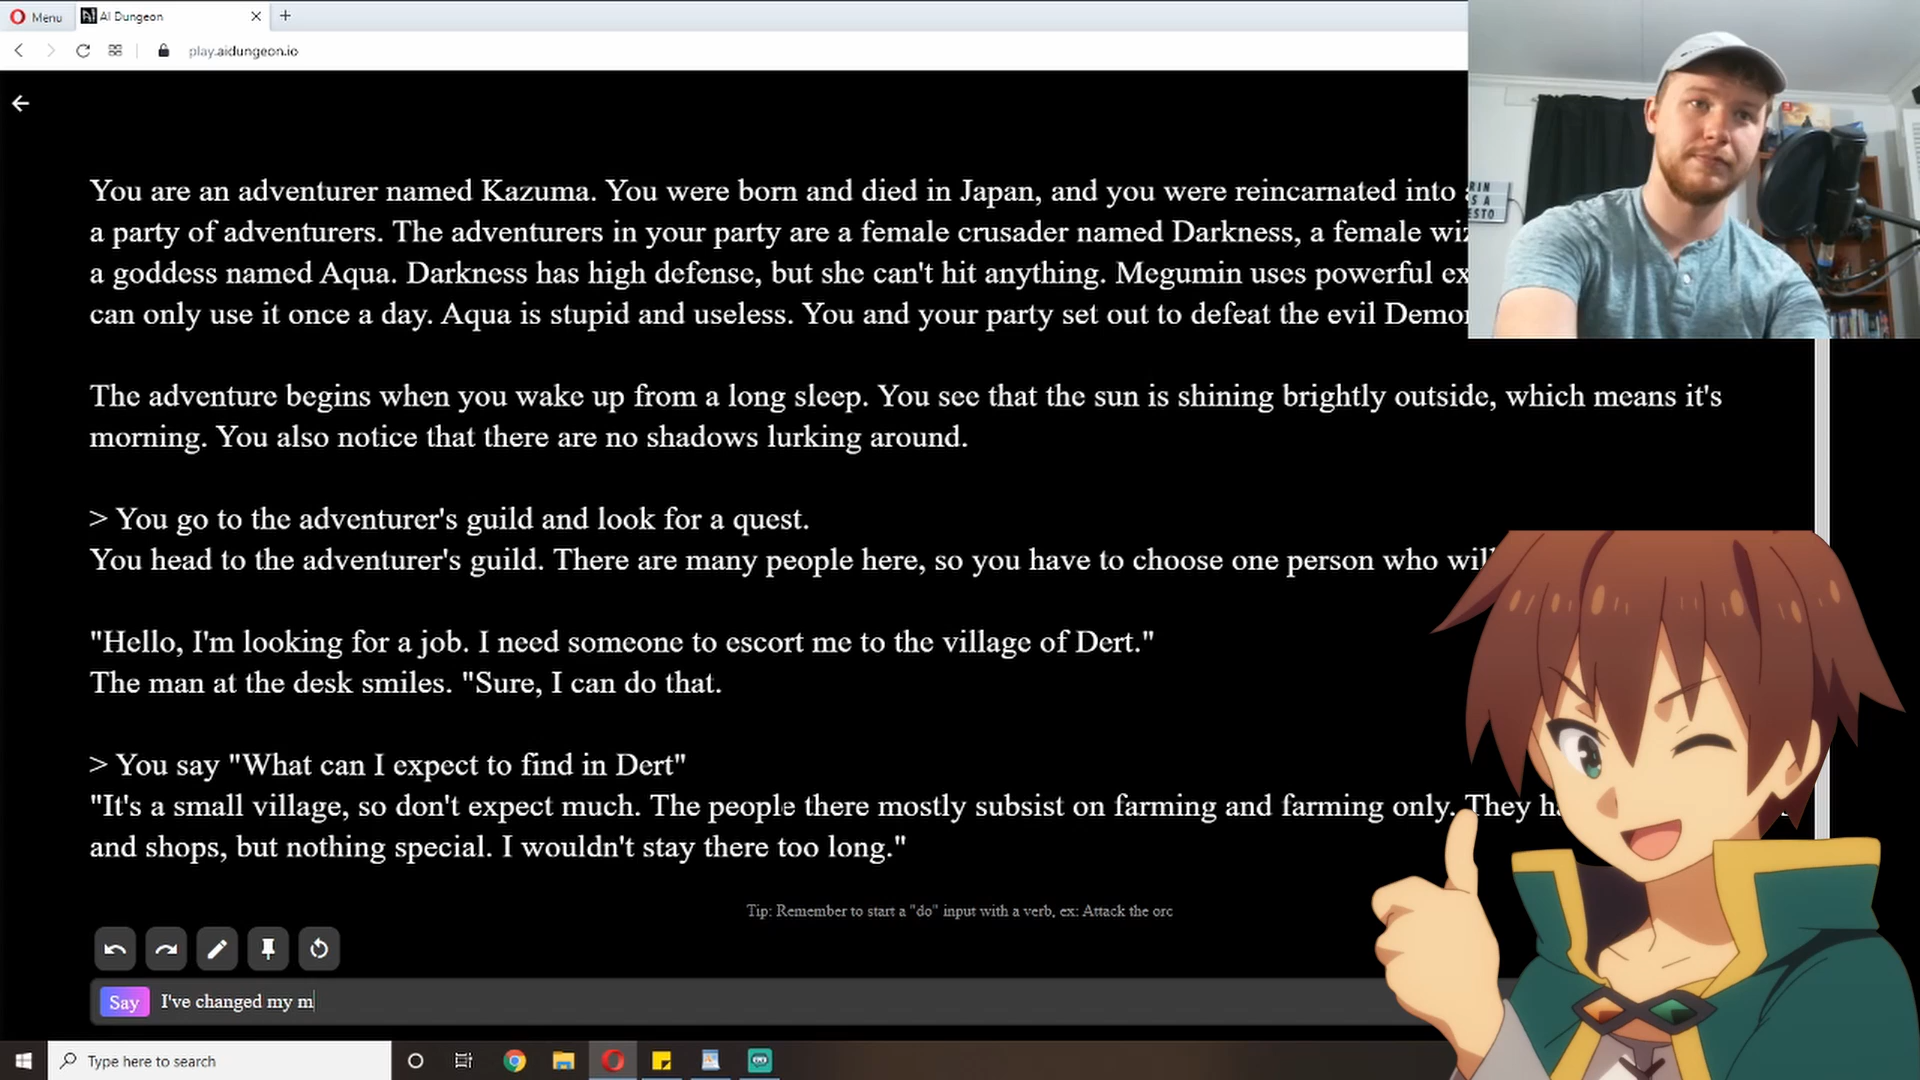 Menu
AI Dungeon
play.aidungeon.io
You are an adventurer named Kazuma. You were born and died in Japan, and you were reincarnated into
RIN
S A
ESTO
a party of adventurers. The adventurers in your party are a female crusader named Darkness, a female
a goddess named Aqua. Darkness has high defense, but she can't hit anything. Megumin uses powerful
can only use it once a day. Aqua is stupid and useless. You and your party set out to defeat the evil
The adventure begins when you wake up from a long sleep. You see that the sun is shining brightly outside, which means it's
morning. You also notice that there are no shadows lurking around.
> You go to the adventurer's guild and look for a quest.
You head to the adventurer's guild. There are many people here, so you have to choose one person who
"Hello, I'm looking for a job. I need someone to escort me to the village of Dert."
The man at the desk smiles. "Sure, I can do that.
> You say "What can I expect to find in Dert"
"It's a small village, so don't expect much. The people there mostly subsist on farming and farming only. They
and shops, but nothing special. I wouldn't stay there too long."
Tip: Remember to start a "do" input with a verb, ex: Attack the orc
Say I've changed my m
Type here to search